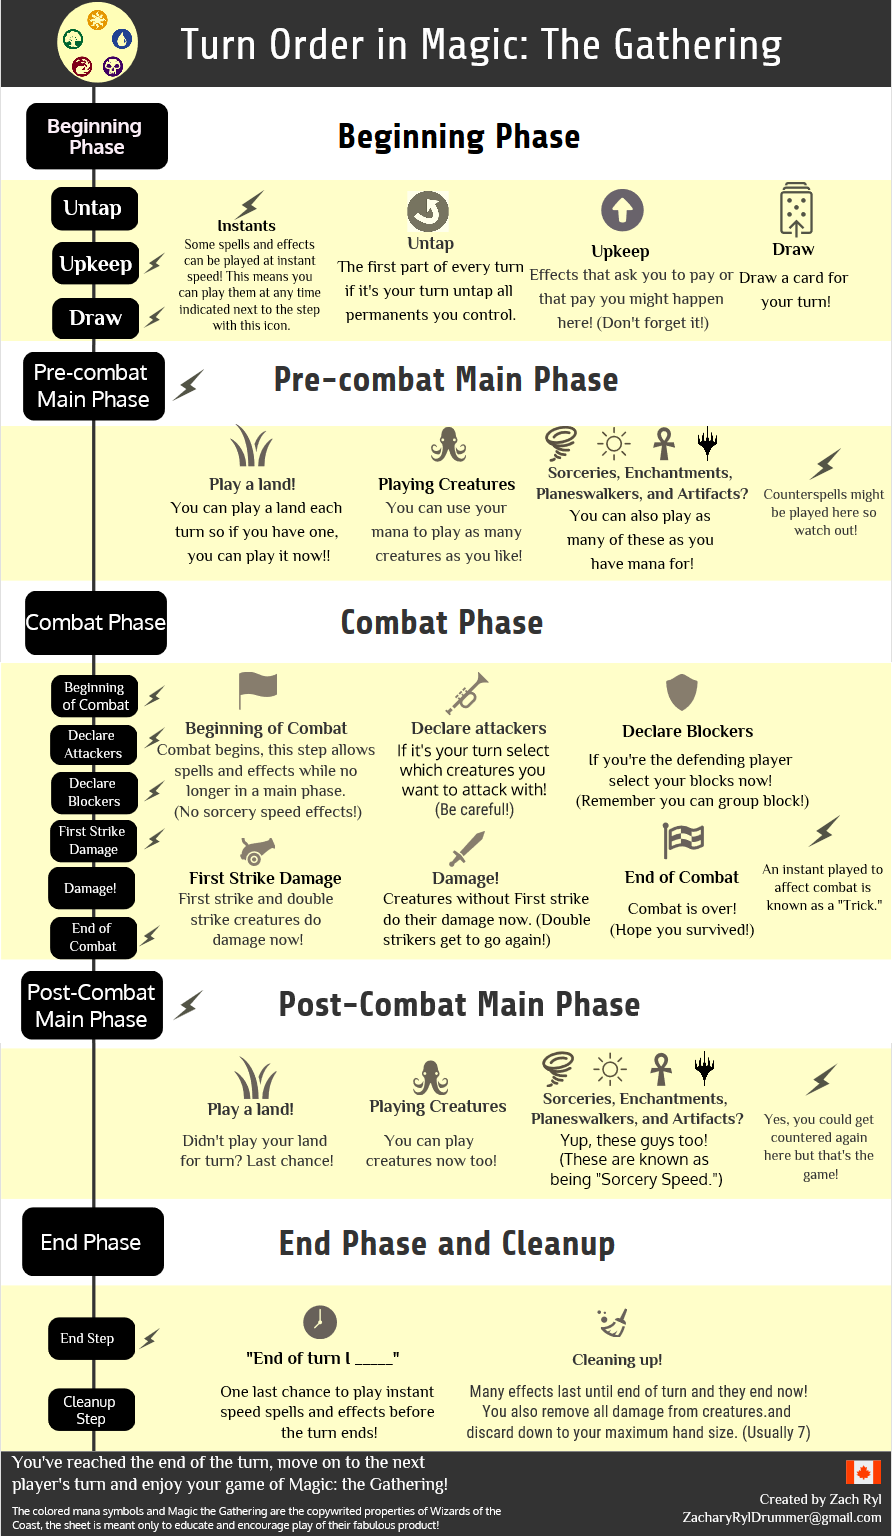 Turn Order in Magic: The Gathering
Beginning
Phase
Beginning Phase
Untap
Upkeep
Draw
Instants
Some spells and effects
can be played at instant
speed! This means you
can play them at any time
indicated next to the step
with this icon.
Untap
The first part of every turn
if it's your turn untap all
permanents you control.
Upkeep
Effects that ask you to pay or
that pay you might happen
here! (Don't forget it!)
Draw
Draw a card for
your turn!
Pre-combat
Main Phase
Pre-combat Main Phase
Play a land!
You can play a land each
turn so if you have one,
you can play it now!!
Playing Creatures
You can use your
mana to play as many
creatures as you like!
Sorceries, Enchantments,
Planeswalkers, and Artifacts?
You can also play as
many of these as you
have mana for!
Counterspells might
be played here so
watch out!
Combat Phase
Combat Phase
Beginning
of Combat
Declare
Attackers
Declare
Blockers
First Strike
Damage
Damage!
End of
Combat
Beginning of Combat
Combat begins, this step allows
spells and effects while no
longer in a main phase.
(No sorcery speed effects!)
Declare attackers
If it's your turn select
which creatures you
want to attack with!
(Be careful!)
Declare Blockers
If you're the defending player
select your blocks now!
(Remember you can group block!)
First Strike Damage
First strike and double
strike creatures do
damage now!
Damage!
Creatures without First strike
do their damage now. (Double
strikers get to go again!)
End of Combat
Combat is over!
(Hope you survived!)
An instant played to
affect combat is
known as a "Trick."
Post-Combat
Main Phase
Post-Combat Main Phase
Play a land!
Didn't play your land
for turn? Last chance!
Playing Creatures
You can play
creatures now too!
Sorceries, Enchantments,
Planeswalkers, and Artifacts?
Yup, these guys too!
(These are known as
being "Sorcery Speed.")
Yes, you could get
countered again
here but that's the
game!
End Phase
End Phase and Cleanup
End Step
Cleanup
Step
"End of turn I _____"
One last chance to play instant
speed spells and effects before
the turn ends!
Cleaning up!
Many effects last until end of turn and they end now!
You also remove all damage from creatures.and
discard down to your maximum hand size. (Usually 7)
You've reached the end of the turn, move on to the next
player's turn and enjoy your game of Magic: the Gathering!
The colored mana symbols and Magic the Gathering are the copywrited properties of Wizards of the
Coast, the sheet is meant only to educate and encourage play of their fabulous product!
Created by Zach Ryl
ZacharyRylDrummer@gmail.com